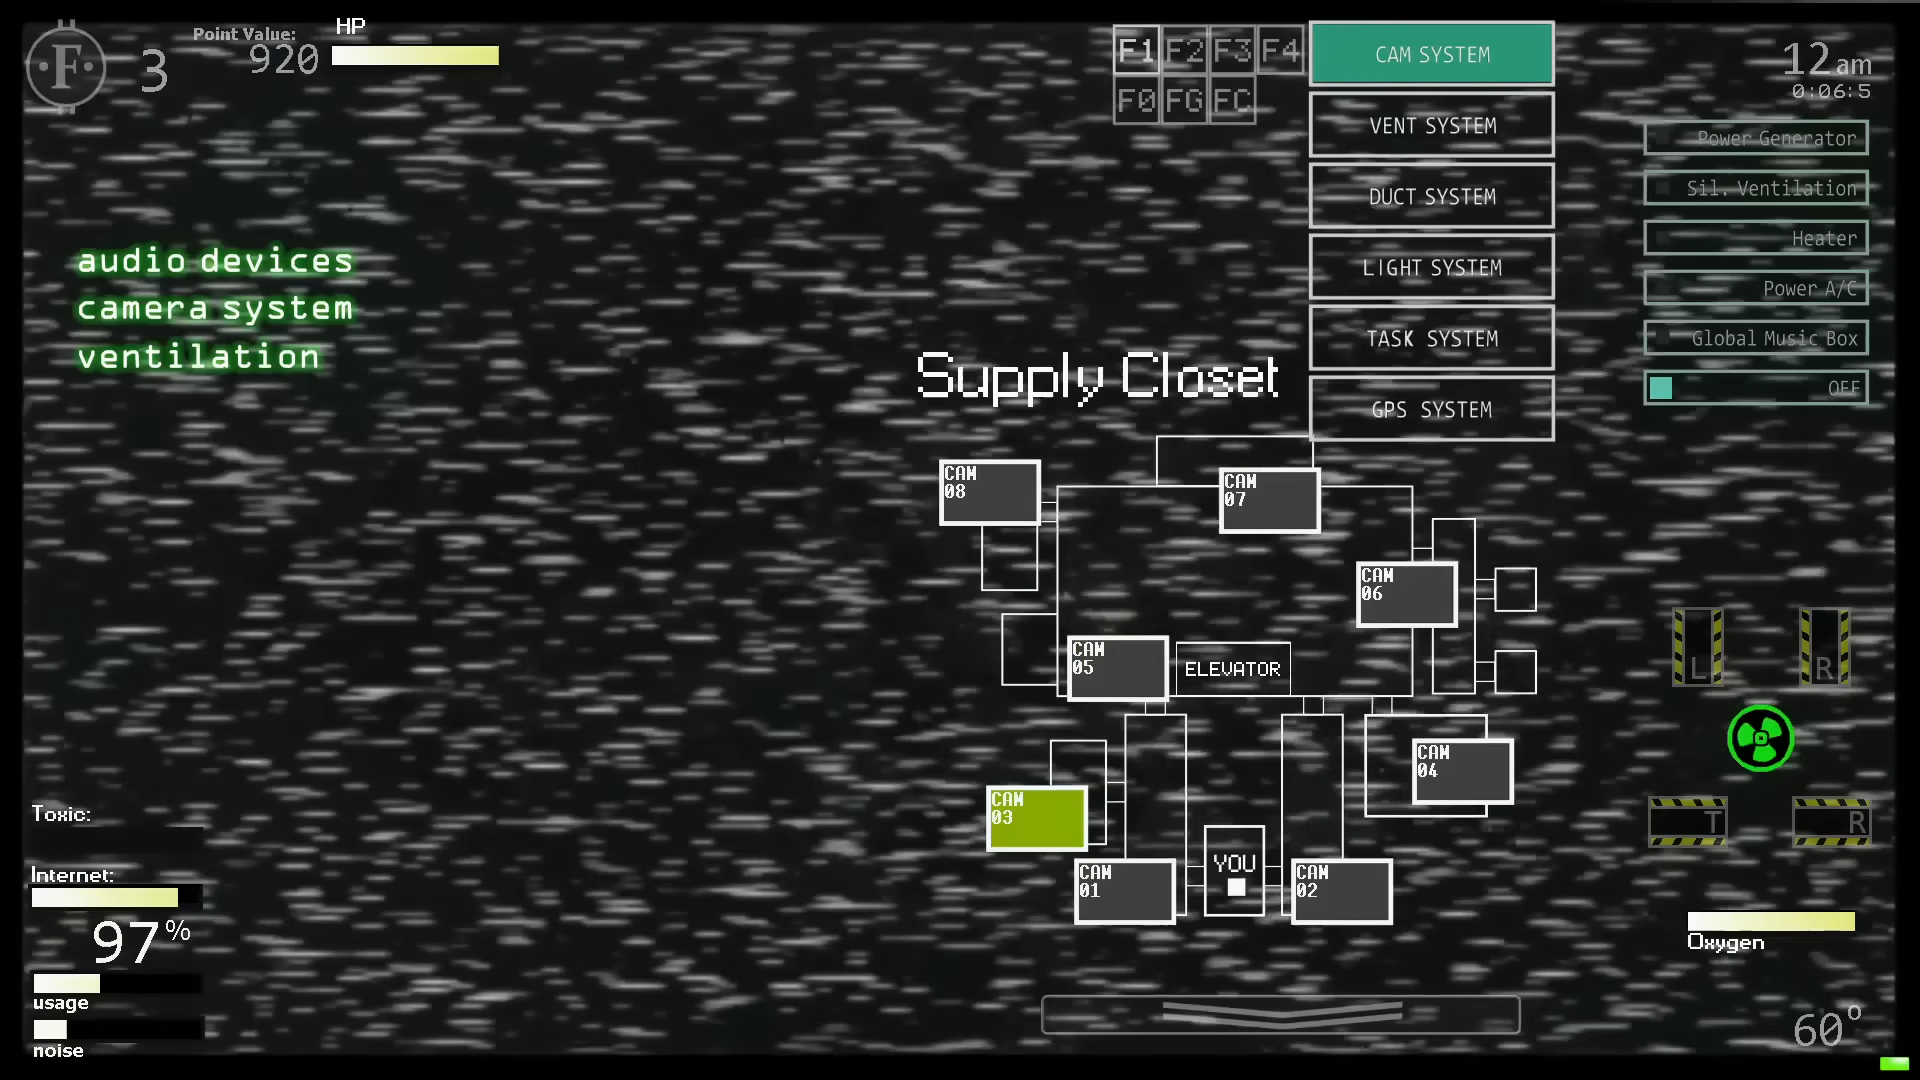 F
3
Point Value:
920
HP
F1 F2 F3 F4
F0 FG FC
CAM SYSTEM
VENT SYSTEM
DUCT SYSTEM
LIGHT SYSTEM
TASK SYSTEM
GPS SYSTEM
12 am
0:06:5
Power Generator
Sil. Ventilation
Heater
Power A/C
Global Music Box
OFF
audio devices
camera system
ventilation
Supply Closet
CAM
08
CAM
07
CAM
06
CAM
05
ELEVATOR
CAM
04
CAM
03
YOU
CAM
01
CAM
02
L
R
T
R
Toxic:
Internet:
97%
usage
noise
Oxygen
60°